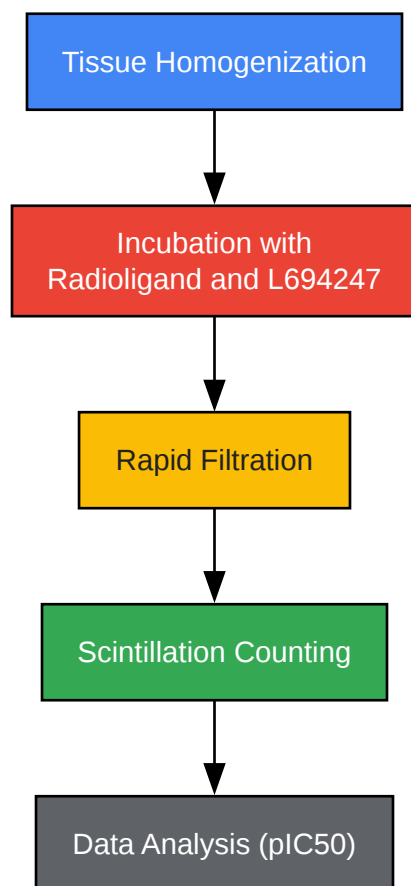 Tissue Homogenization
Incubation with
Radioligand and L694247
Rapid Filtration
Scintillation Counting
Data Analysis (pIC50)